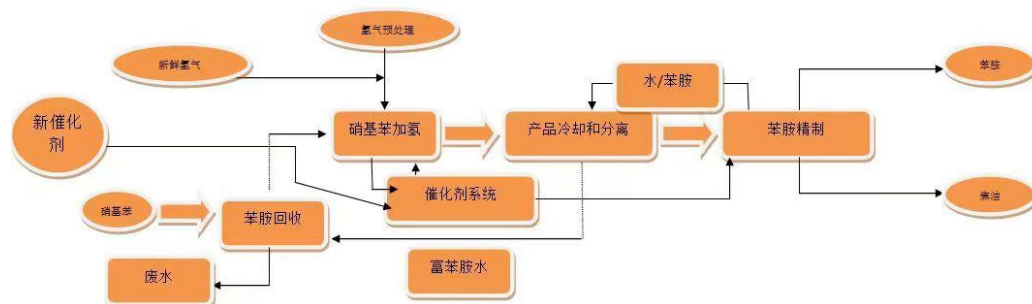 氢气预处理
新鲜氢气
水/苯胺
苯胺
新催化
剂
硝基苯加氢
产品冷却和分离
苯胺精制
催化剂系统
焦油
硝基苯
苯胺回收
废水
富苯胺水